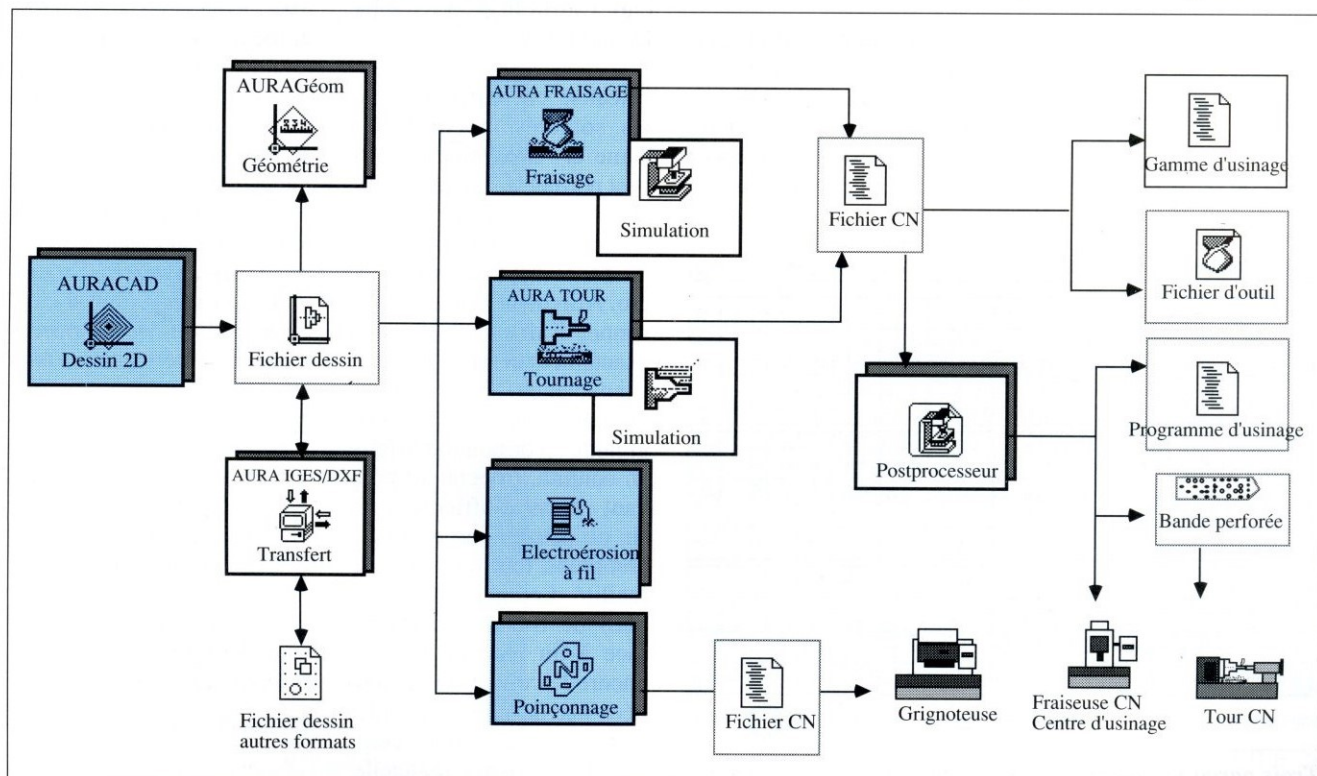 AURAGéom
Géométrie
AURACAD
Dessin 2D
Fichier dessin
AURA IGES/DXF
Transfert
Fichier dessin
autres formats
AURA FRAISAGE
Fraisage
Simulation
AURA TOUR
Tournage
Simulation
Electroérosion
à fil
Poinçonnage
Fichier CN
Grignoteuse
Fichier CN
Postprocesseur
Gamme d'usinage
Fichier d'outil
Programme d'usinage
Bande perforée
Fraiseuse CN
Centre d'usinage
Tour CN